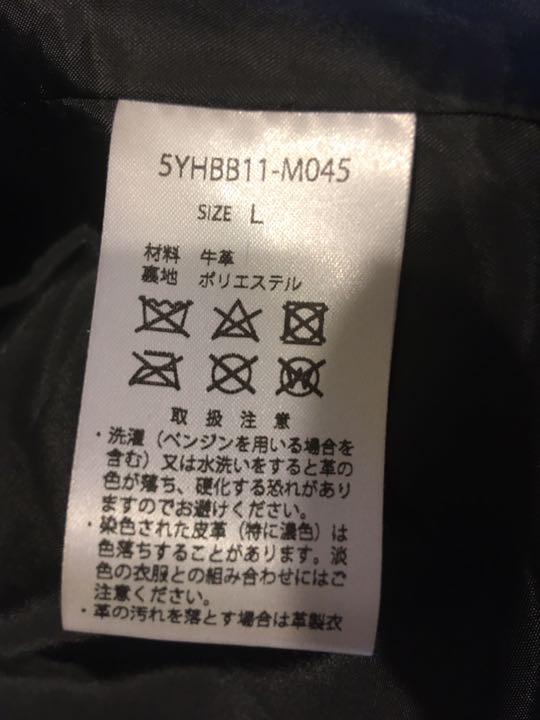 5YHBB11-M045
SIZE L
材料 牛革
裏地 ポリエステル
W
取扱注意
・洗濯（ベンジンを用いる場合を
含む）又は水洗いをすると革の
色が落ち、硬化する恐れがあり
ますのでお避けください。
・染色された皮革（特に濃色）は
色落ちすることがあります。淡
色の衣服との組み合わせにはご
注意ください。
・革の汚れを落とす場合は革製衣